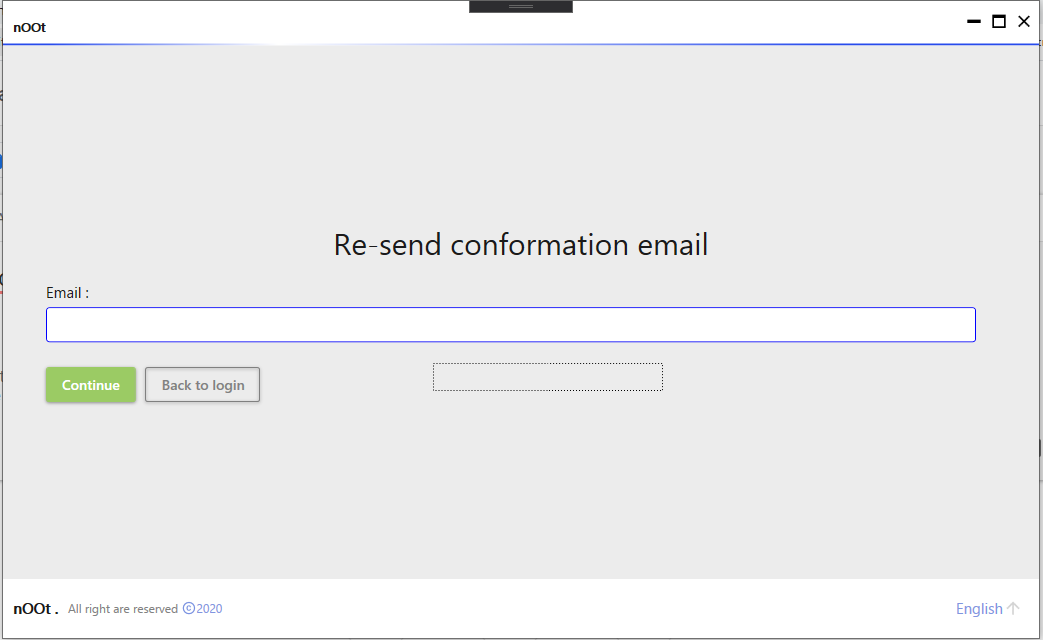 nOOt
Re-send conformation email
Email :
Continue
Back to login
nOOt . All right are reserved ©2020
English